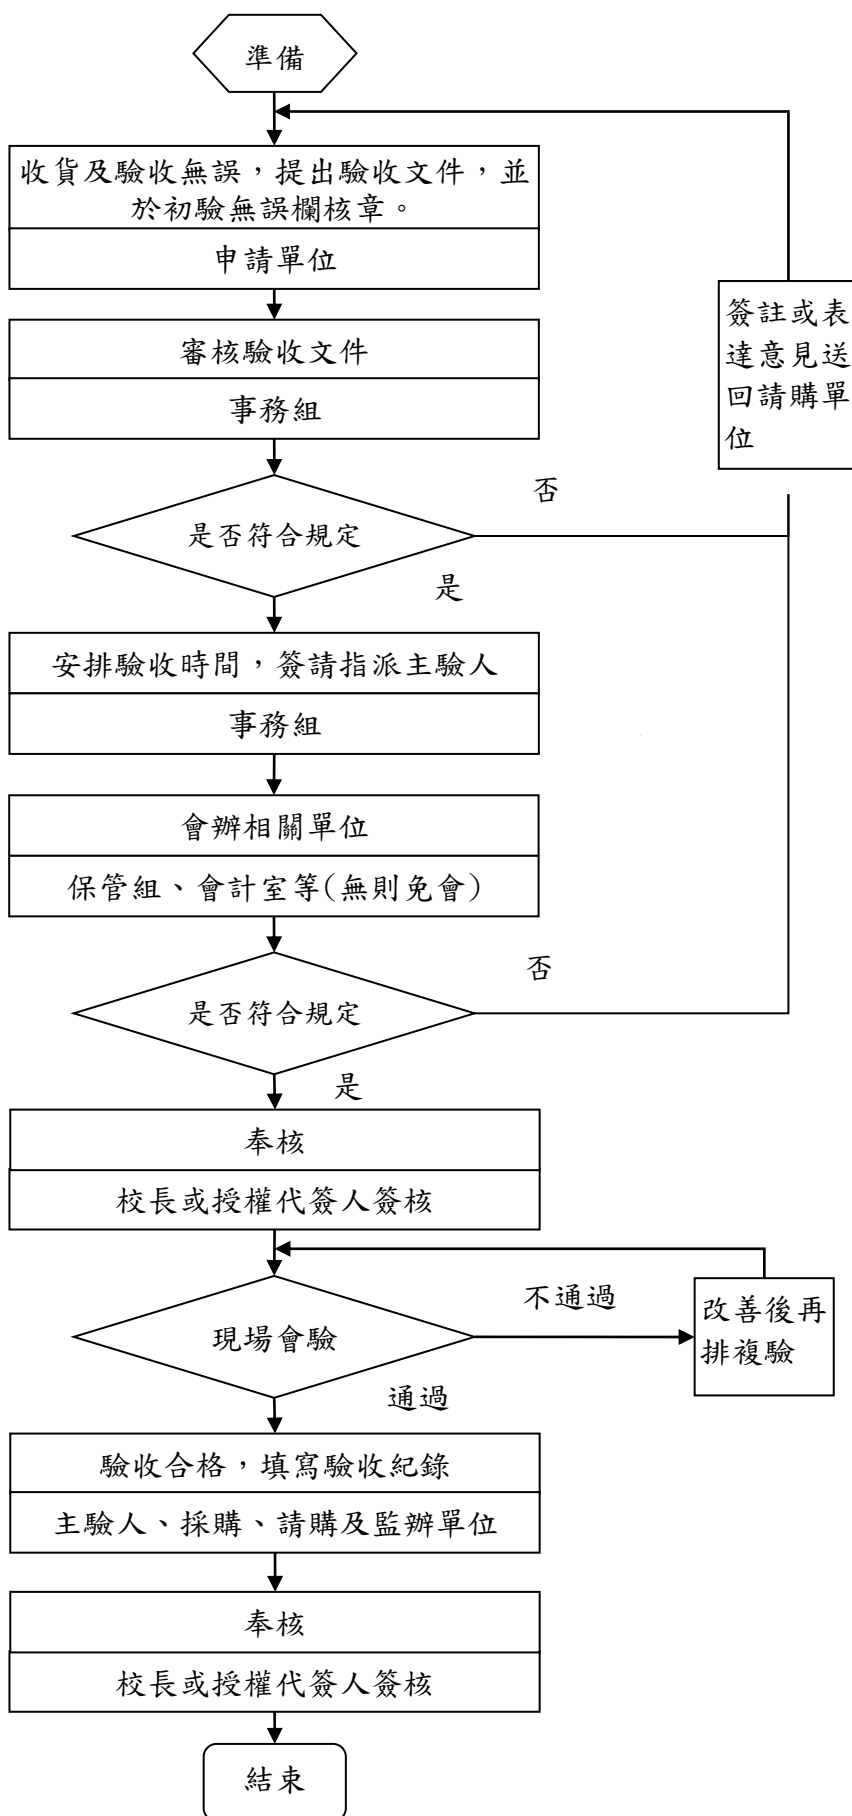 準備
收貨及驗收無誤，提出驗收文件，並
於初驗無誤欄核章。
申請單位
簽註或表
達意見送
回請購單
位
審核驗收文件
事務組
否
是否符合規定
是
安排驗收時間，簽請指派主驗人
事務組
會辦相關單位
保管組、會計室等(無則免會)
否
是否符合規定
是
奉核
校長或授權代簽人簽核
不通過
改善後再
排複驗
現場會驗
通過
驗收合格，填寫驗收紀錄
主驗人、採購、請購及監辦單位
奉核
校長或授權代簽人簽核
結束